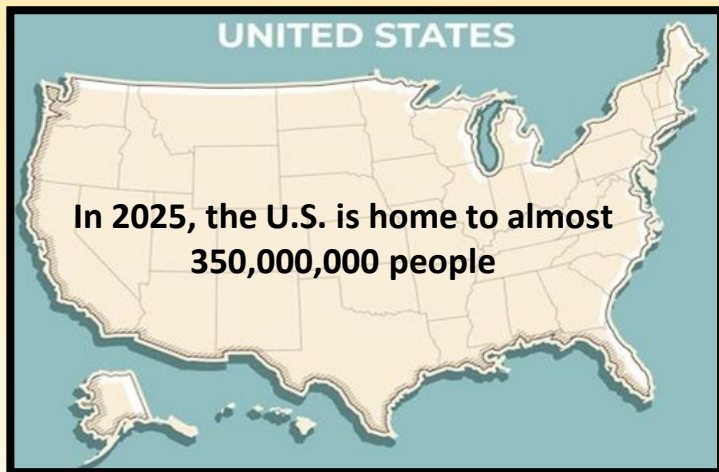 UNITED STATES
In 2025, the U.S. is home to almost
350,000,000 people